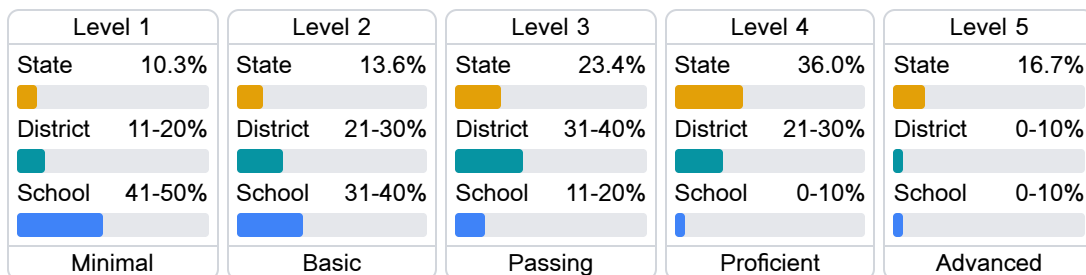 Level 1
State 10.3%
District 11-20%
School 41-50%
Minimal
Level 2
State 13.6%
District 21-30%
School 31-40%
Basic
Level 3
State 23.4%
District 31-40%
School 11-20%
Passing
Level 4
State 36.0%
District 21-30%
School 0-10%
Proficient
Level 5
State 16.7%
District 0-10%
School 0-10%
Advanced